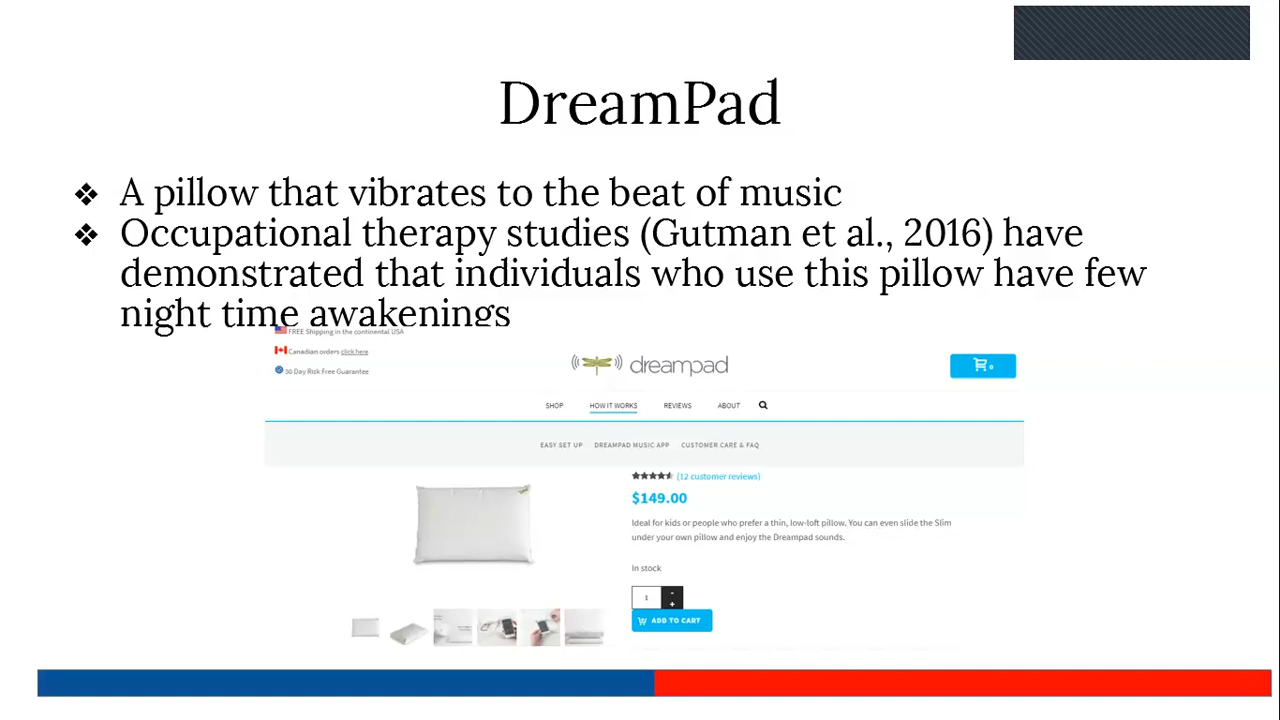 DreamPad
❖ A pillow that vibrates to the beat of music
❖ Occupational therapy studies (Gutman et al., 2016) have
demonstrated that individuals who use this pillow have few
night time awakenings
FREE Shipping in the continental USA
Canadian orders click here
30 Day Risk Free Guarantee
dreampad
0
SHOP HOW IT WORKS REVIEWS ABOUT
EASY SET UP DREAMPAD MUSIC APP CUSTOMER CARE & FAQ
(12 customer reviews)
$149.00
Ideal for kids or people who prefer a thin, low-loft pillow. You can even slide the Slim
under your own pillow and enjoy the Dreampad sounds.
In stock
1 - +
ADD TO CART